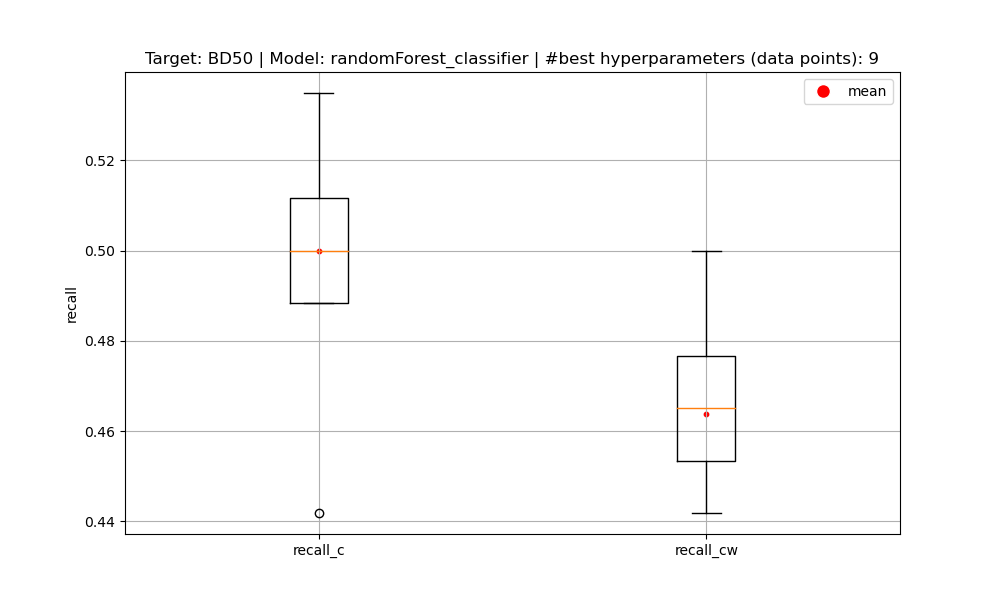 Target: BD50 | Model: randomForest_classifier | #best hyperparameters (data points): 9
mean
0.52
0.50
0.48
0.46
0.44
recall
recall_c
recall_cw